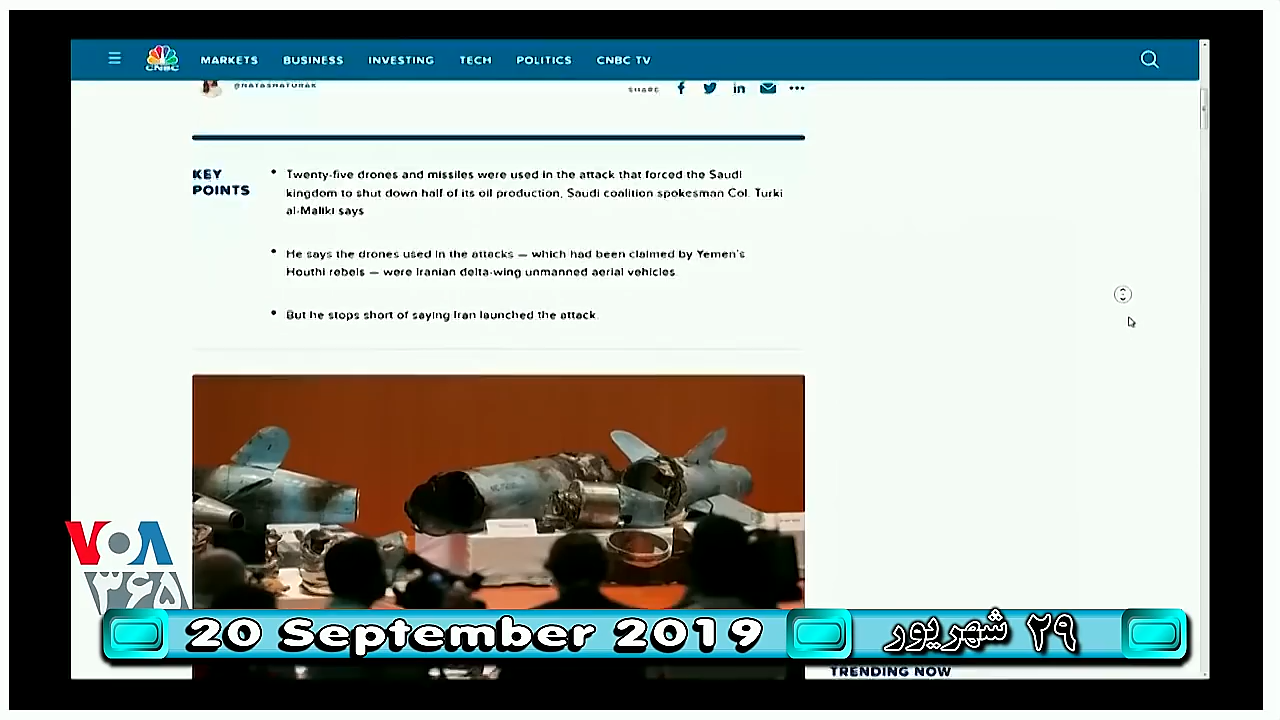 CNBC
MARKETS BUSINESS INVESTING TECH POLITICS CNBC TV
@NATASHATURAK
SHARE
KEY POINTS
• Twenty-five drones and missiles were used in the attack that forced the Saudi
kingdom to shut down half of its oil production, Saudi coalition spokesman Col. Turki
al-Maliki says
• He says the drones used in the attacks — which had been claimed by Yemen's
Houthi rebels — were Iranian delta-wing unmanned aerial vehicles
• But he stops short of saying Iran launched the attack.
VOA
۳۶۵
20 September 2019 ۲۹ شهریور
TRENDING NOW